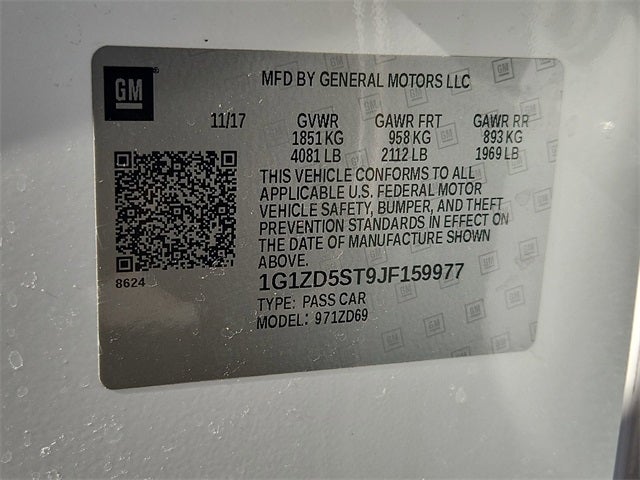 GM
MFD BY GENERAL MOTORS LLC
11/17 GVWR GAWR FRT GAWR RR
1851 KG 958 KG 893 KG
4081 LB 2112 LB 1969 LB
THIS VEHICLE CONFORMS TO ALL
APPLICABLE U.S. FEDERAL MOTOR
VEHICLE SAFETY, BUMPER, AND THEFT
PREVENTION STANDARDS IN EFFECT ON
THE DATE OF MANUFACTURE SHOWN
ABOVE.
8624
1G1ZD5ST9JF159977
TYPE: PASS CAR
MODEL: 971ZD69